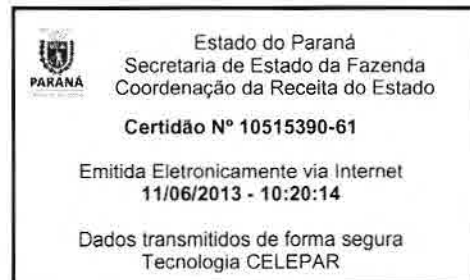 Estado do Paraná
Secretaria de Estado da Fazenda
PARANÁ
Coordenação da Receita do Estado
Certidão Nº 10515390-61
Emitida Eletronicamente via Internet
11/06/2013 - 10:20:14
Dados transmitidos de forma segura
Tecnologia CELEPAR